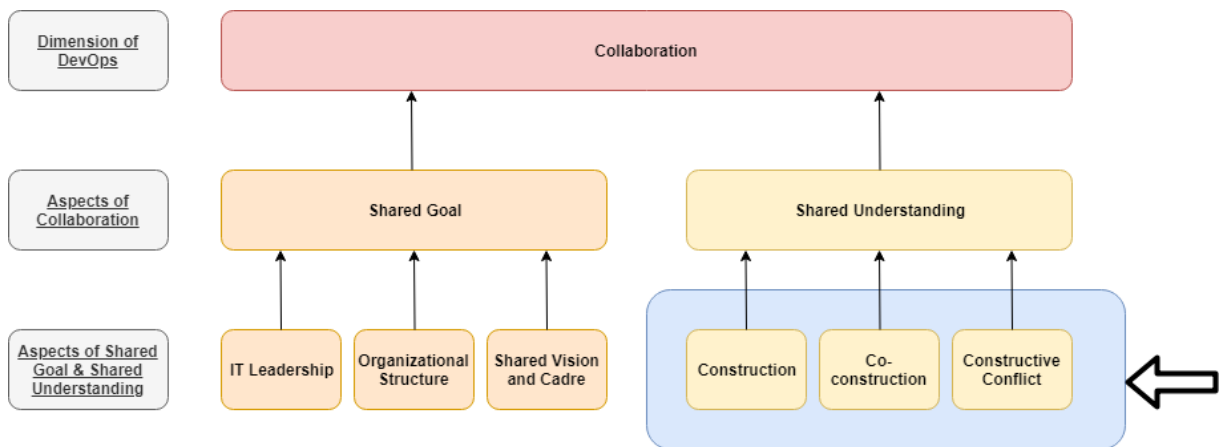 Dimension of
DevOps
Collaboration
Aspects of
Collaboration
Shared Goal
Shared Understanding
Aspects of Shared
Goal & Shared
Understanding
IT Leadership
Organizational
Structure
Shared Vision
and Cadre
Construction
Co-
construction
Constructive
Conflict